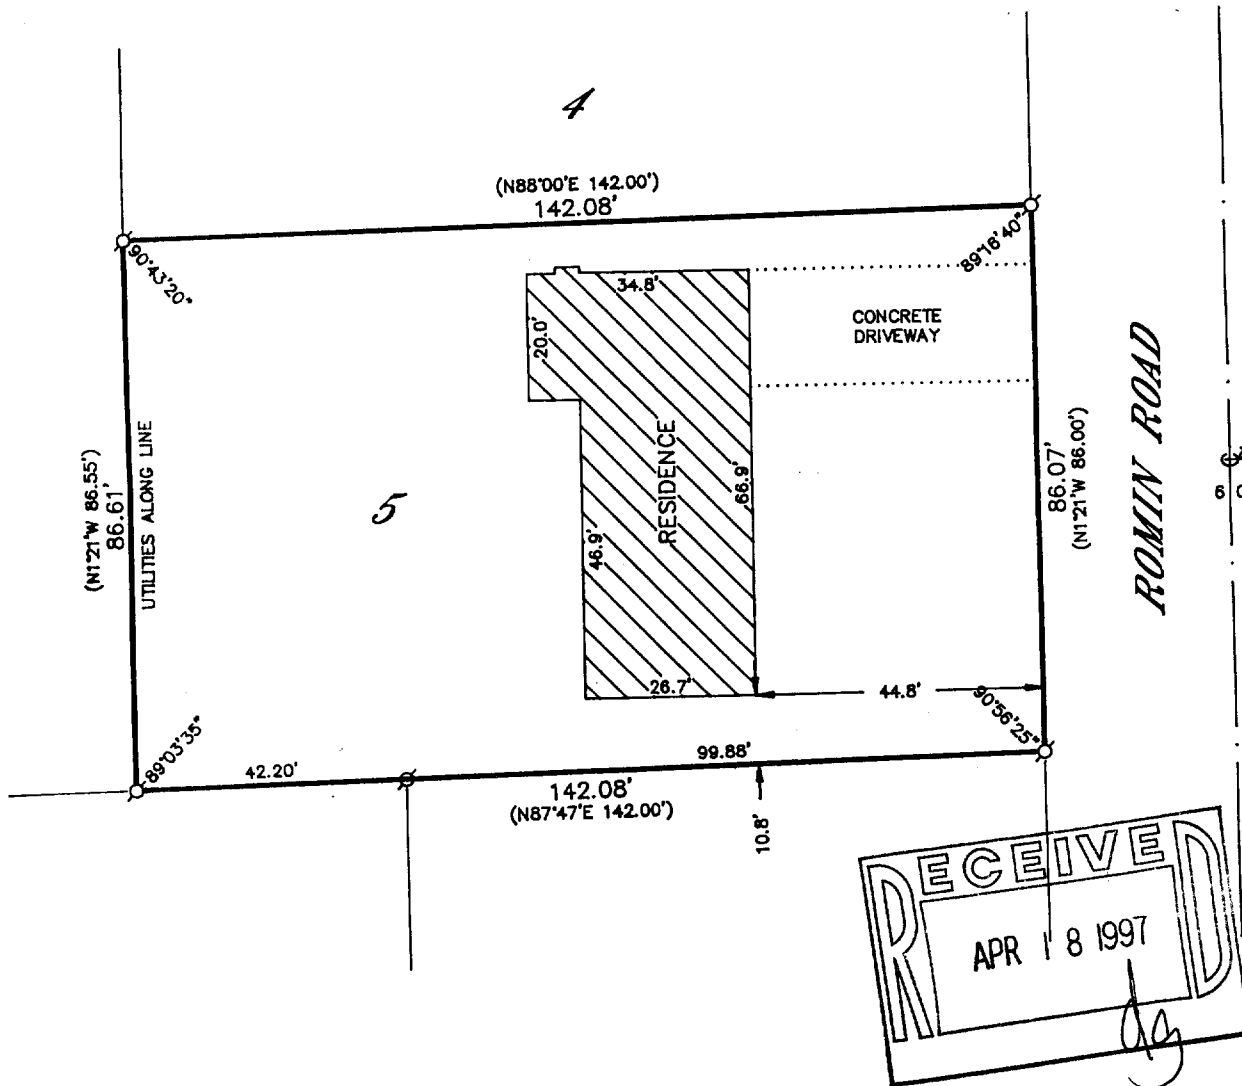 4
(N88°00'E 142.00')
142.08'
90°43'20"
89°16'40"
34.8'
20.0'
CONCRETE
DRIVEWAY
ROMIN ROAD
(N1°21'W 86.55')
86.61'
UTILITIES ALONG LINE
5
RESIDENCE
66.9'
46.9'
86.07'
(N1°21'W 86.00')
26.7'
44.8'
89°03'35"
90°56'25"
42.20'
99.88'
142.08'
(N87°47'E 142.00')
10.8'
RECEIVED
APR 18 1997